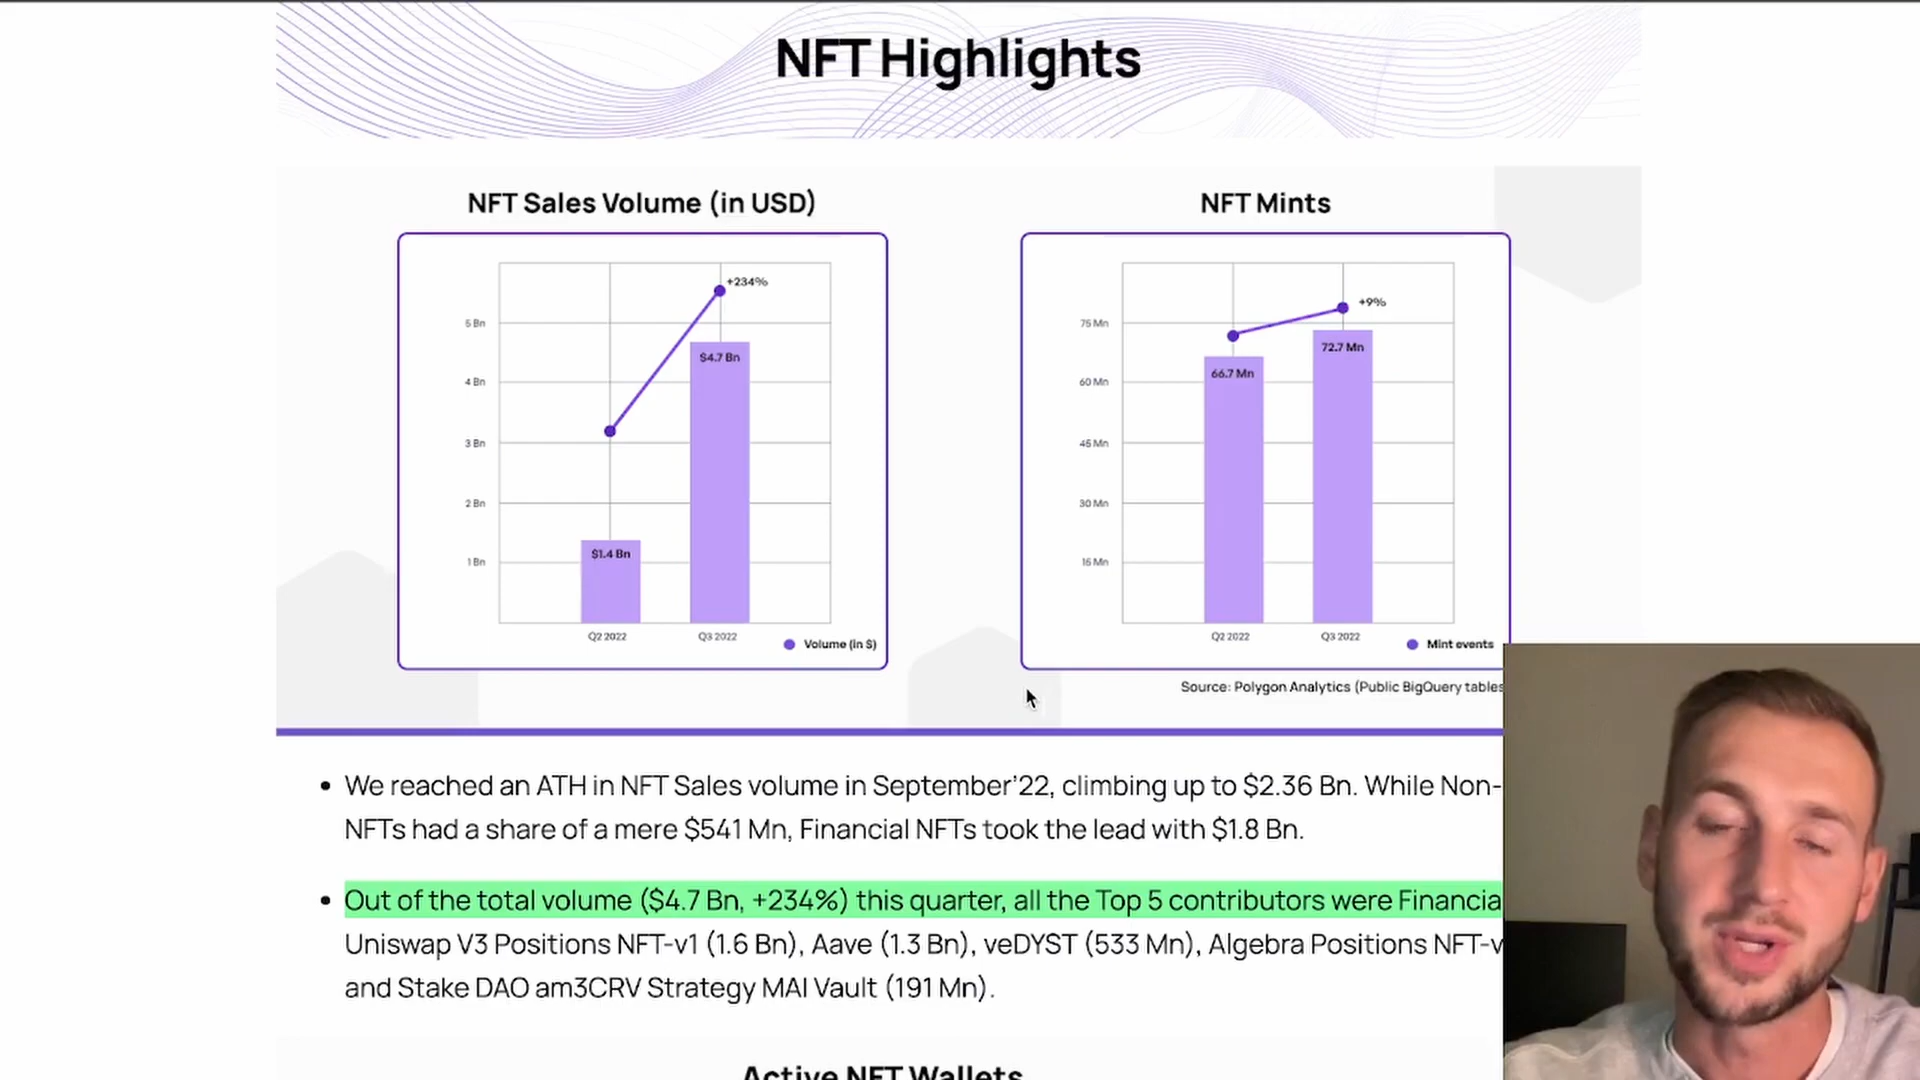 NFT Highlights
NFT Sales Volume (in USD)
+234%
5 Bn
4 Bn
3 Bn
2 Bn
1 Bn
$4.7 Bn
$1.4 Bn
Q2 2022
Q3 2022
Volume (in $)
NFT Mints
+9%
75 Mn
60 Mn
45 Mn
30 Mn
15 Mn
72.7 Mn
66.7 Mn
Q2 2022
Q3 2022
Mint events
Source: Polygon Analytics (Public BigQuery tables
We reached an ATH in NFT Sales volume in September’22, climbing up to $2.36 Bn. While Non-
NFTs had a share of a mere $541 Mn, Financial NFTs took the lead with $1.8 Bn.
Out of the total volume ($4.7 Bn, +234%) this quarter, all the Top 5 contributors were Financia
Uniswap V3 Positions NFT-v1 (1.6 Bn), Aave (1.3 Bn), veDYST (533 Mn), Algebra Positions NFT-v
and Stake DAO am3CRV Strategy MAI Vault (191 Mn).
Active NFT Wallets